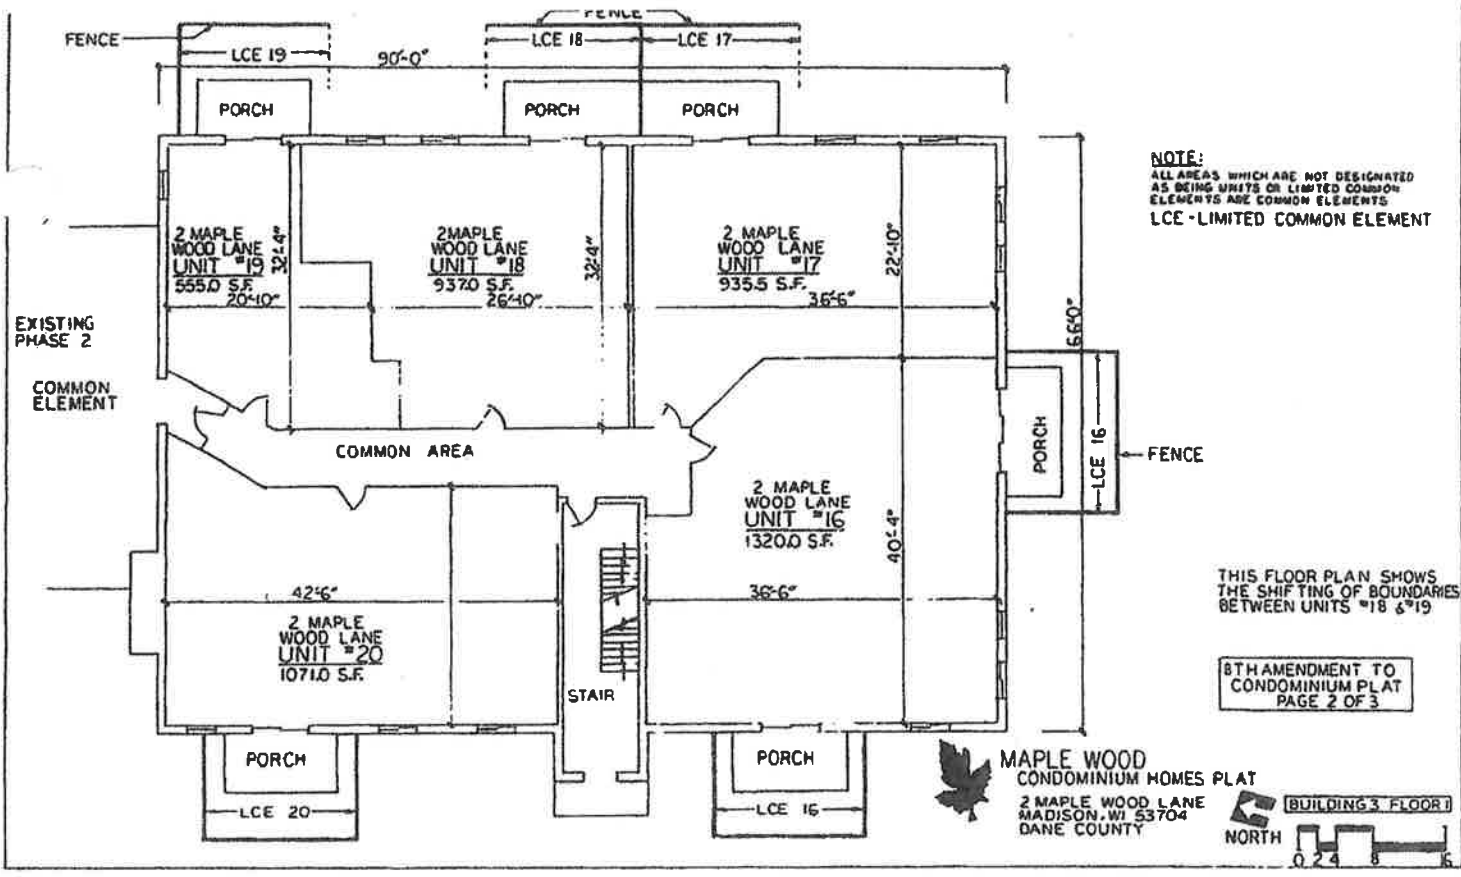 FENCE
FENCE
LCE 19
LCE 18
LCE 17
90'-0"
PORCH
PORCH
PORCH
NOTE:
ALL AREAS WHICH ARE NOT DESIGNATED
AS BEING UNITS OR LIMITED COMMON
ELEMENTS ARE COMMON ELEMENTS
LCE - LIMITED COMMON ELEMENT
2 MAPLE
WOOD LANE
UNIT #19
555.0 S.F.
20'-10"
32'-4"
2 MAPLE
WOOD LANE
UNIT #18
937.0 S.F.
26'-10"
32'-4"
2 MAPLE
WOOD LANE
UNIT #17
935.5 S.F.
36'-6"
22'-10"
66'-0"
EXISTING
PHASE 2
COMMON
ELEMENT
COMMON AREA
PORCH
LCE 16
FENCE
2 MAPLE
WOOD LANE
UNIT #16
1320.0 S.F.
40'-4"
36'-6"
42'-6"
2 MAPLE
WOOD LANE
UNIT #20
1071.0 S.F.
STAIR
THIS FLOOR PLAN SHOWS
THE SHIFTING OF BOUNDARIES
BETWEEN UNITS #18 & #19
8TH AMENDMENT TO
CONDOMINIUM PLAT
PAGE 2 OF 3
PORCH
LCE 20
PORCH
LCE 16
MAPLE WOOD
CONDOMINIUM HOMES PLAT
2 MAPLE WOOD LANE
MADISON, WI 53704
DANE COUNTY
NORTH
BUILDING 3 FLOOR 1
0 2 4 8 16